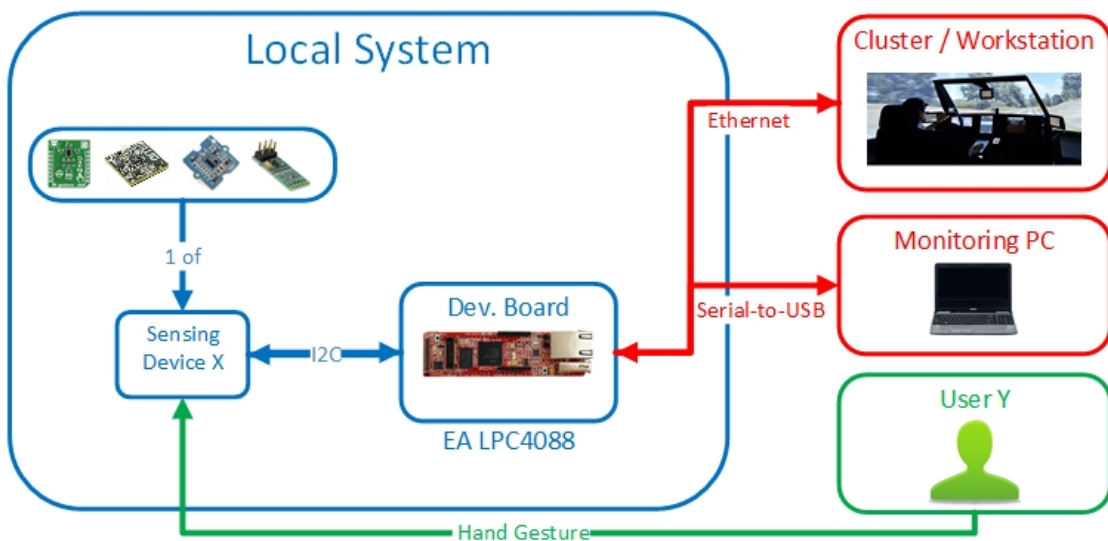 Local System
Cluster / Workstation
Ethernet
1 of
Monitoring PC
Sensing
Device X
Dev. Board
Serial-to-USB
I2C
EA LPC4088
User Y
Hand Gesture